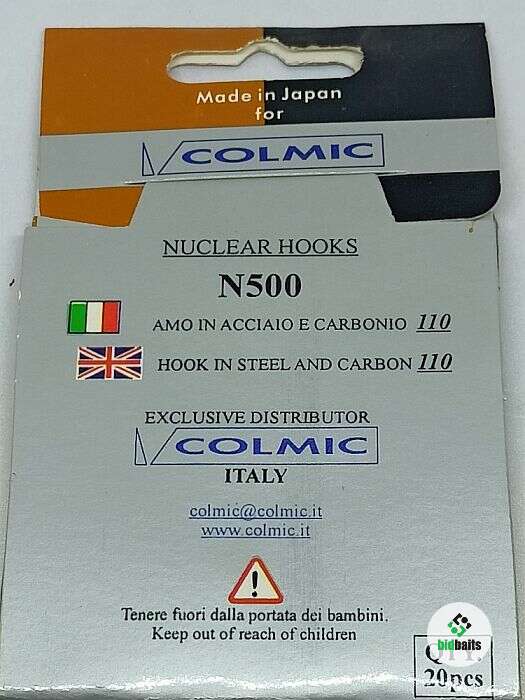 Made in Japan
for
COLMIC
NUCLEAR HOOKS
N500
AMO IN ACCIAIO E CARBONIO 110
HOOK IN STEEL AND CARBON 110
EXCLUSIVE DISTRIBUTOR
COLMIC
ITALY
colmic@colmic.it
www.colmic.it
!
Tenere fuori dalla portata dei bambini.
Keep out of reach of children.
bidbaits
20pcs